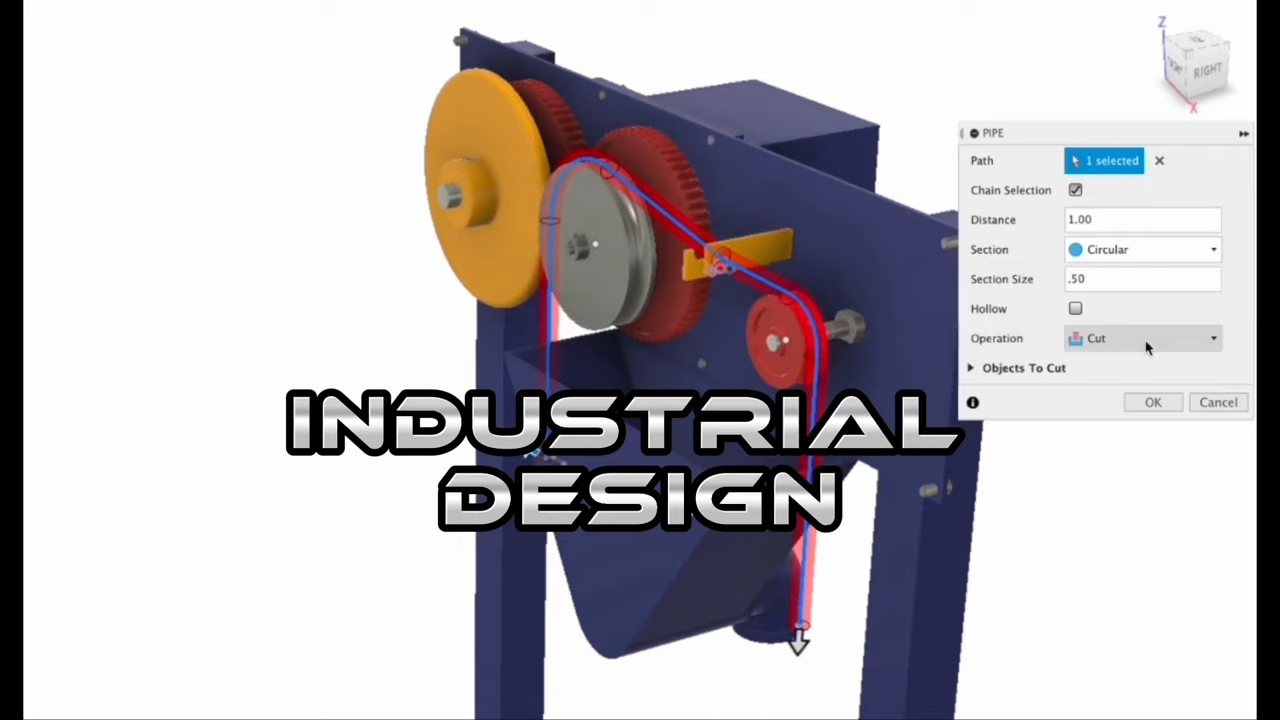 Z
RIGHT
X
PIPE
Path 1 selected
Chain Selection
Distance 1.00
Section Circular
Section Size .50
Hollow
Operation Cut
Objects To Cut
OK Cancel
INDUSTRIAL
DESIGN